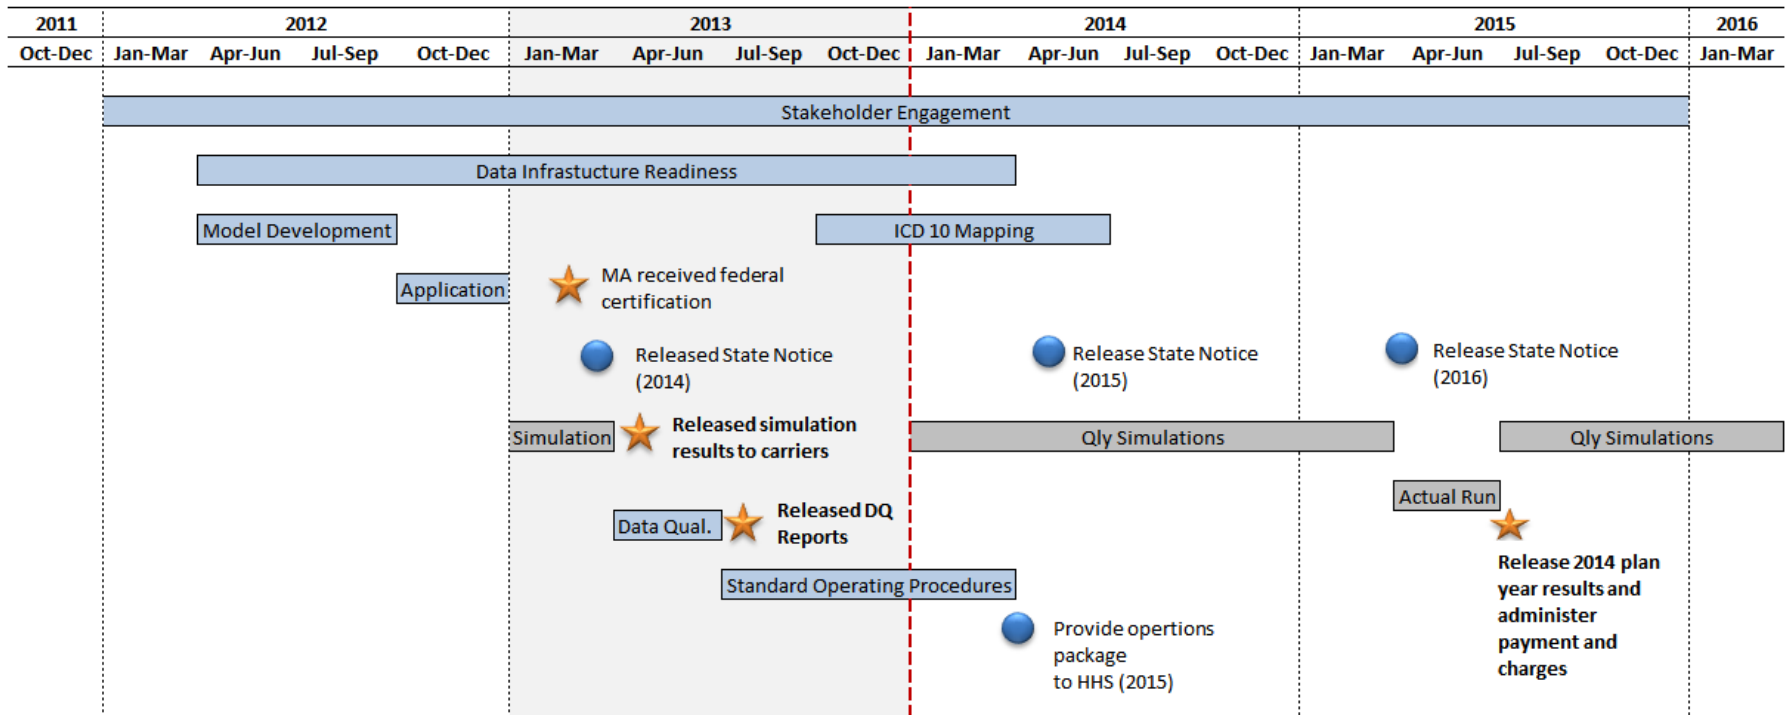 2011 2012 2013 2014 2015 2016
Oct-Dec Jan-Mar Apr-Jun Jul-Sep Oct-Dec Jan-Mar Apr-Jun Jul-Sep Oct-Dec Jan-Mar Apr-Jun Jul-Sep Oct-Dec Jan-Mar Apr-Jun Jul-Sep Oct-Dec Jan-Mar
Stakeholder Engagement
Data Infrastucture Readiness
Model Development
ICD 10 Mapping
Application
MA received federal
certification
Released State Notice
(2014)
Release State Notice
(2015)
Release State Notice
(2016)
Simulation
Released simulation
results to carriers
Qly Simulations
Qly Simulations
Actual Run
Data Qual.
Released DQ
Reports
Release 2014 plan
year results and
administer
payment and
charges
Standard Operating Procedures
Provide opertions
package
to HHS (2015)